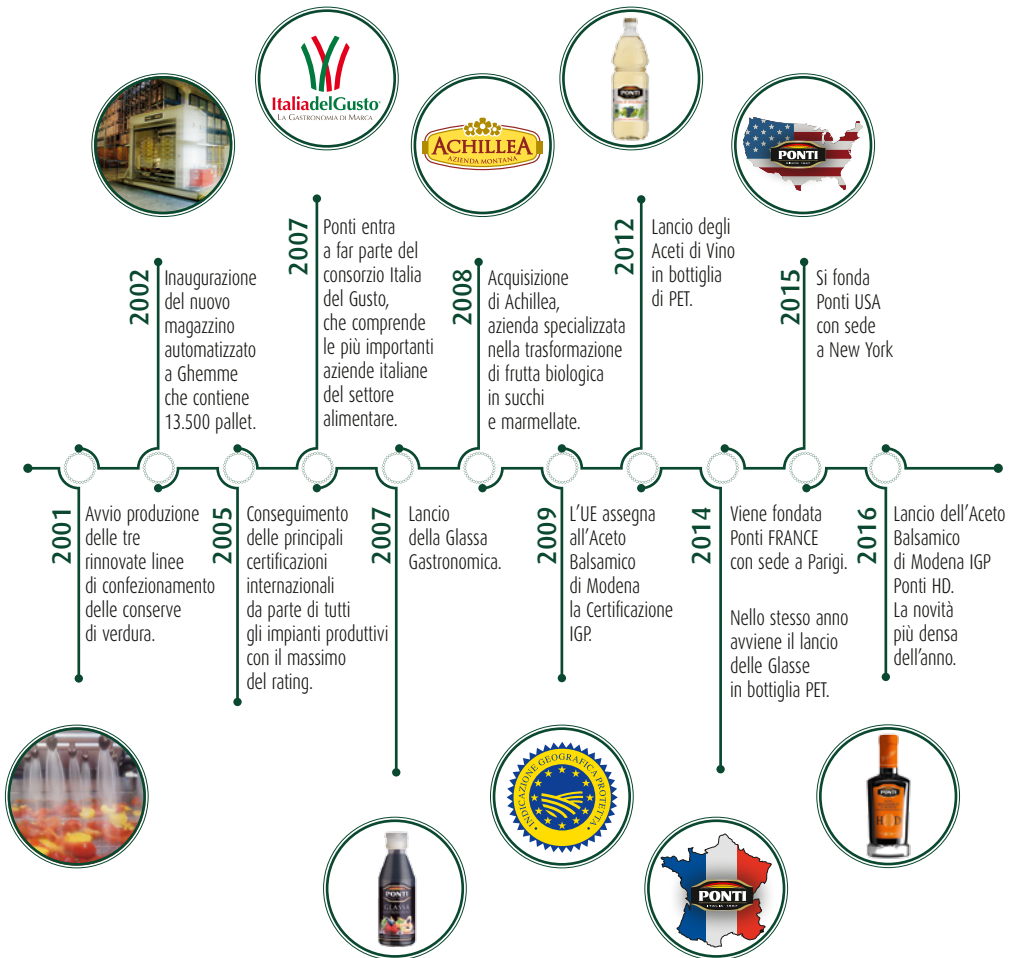 ItaliadelGusto
LA GASTRONOMIA DI MARCA
ACHILLEA
AZIENDA MONTANA
PONTI
PONTI
2002
Inaugurazione
del nuovo
magazzino
automatizzato
a Ghemme
che contiene
13.500 pallet.
2007
Ponti entra
a far parte del
consorzio Italia
del Gusto,
che comprende
le più importanti
aziende italiane
del settore
alimentare.
2008
Acquisizione
di Achillea,
azienda specializzata
nella trasformazione
di frutta biologica
in succhi
e marmellate.
2012
Lancio degli
Aceti di Vino
in bottiglia
di PET.
2015
Si fonda
Ponti USA
con sede
a New York
2001
Avvio produzione
delle tre
rinnovate linee
di confezionamento
delle conserve
di verdura.
2005
Conseguimento
delle principali
certificazioni
internazionali
da parte di tutti
gli impianti produttivi
con il massimo
del rating.
2007
Lancio
della Glassa
Gastronomica.
2009
L'UE assegna
all'Aceto
Balsamico
di Modena
la Certificazione
IGP.
2014
Viene fondata
Ponti FRANCE
con sede a Parigi.
Nello stesso anno
avviene il lancio
delle Glasse
in bottiglia PET.
2016
Lancio dell'Aceto
Balsamico
di Modena IGP
Ponti HD.
La novità
più densa
dell'anno.
PONTI
GLASSA
INDICAZIONE GEOGRAFICA PROTETTA
PONTI
PONTI
HD